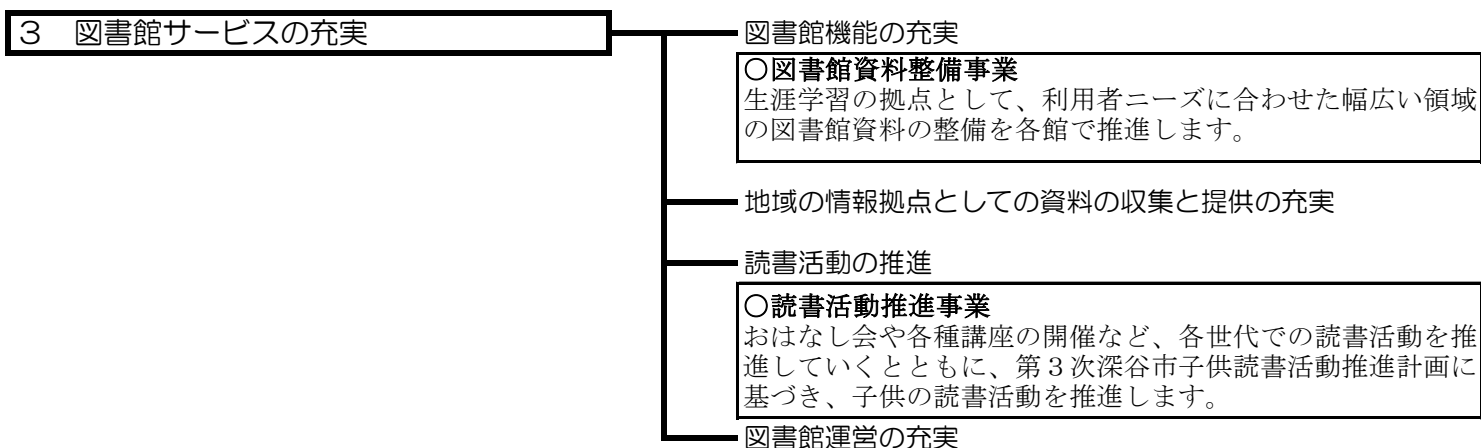 ３　図書館サービスの充実
図書館機能の充実
○図書館資料整備事業
生涯学習の拠点として、利用者ニーズに合わせた幅広い領域
の図書館資料の整備を各館で推進します。
地域の情報拠点としての資料の収集と提供の充実
読書活動の推進
○読書活動推進事業
おはなし会や各種講座の開催など、各世代での読書活動を推
進していくとともに、第３次深谷市子供読書活動推進計画に
基づき、子供の読書活動を推進します。
図書館運営の充実